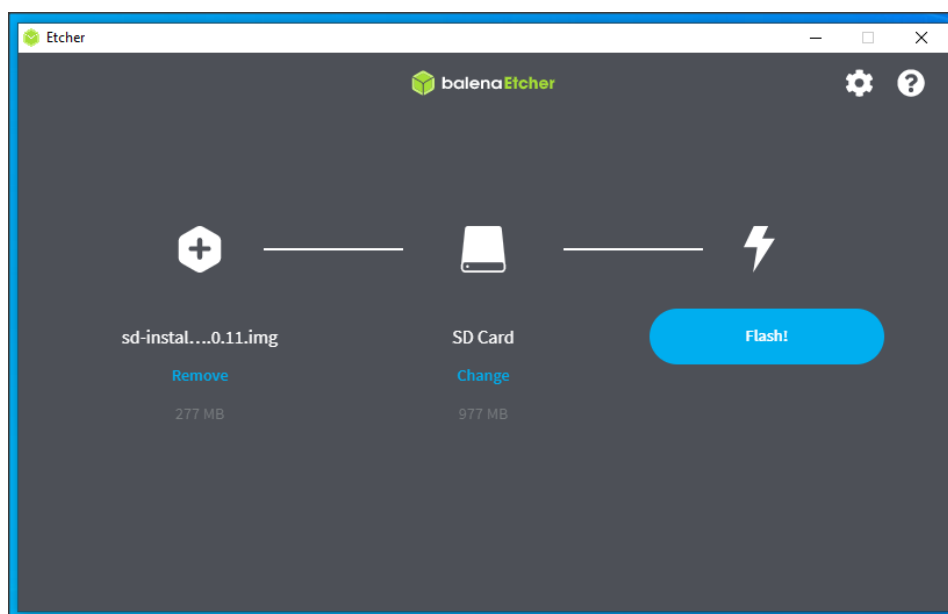 Etcher
balenaEtcher
sd-instal....0.11.img
SD Card
Flash!
Remove
Change
277 MB
977 MB